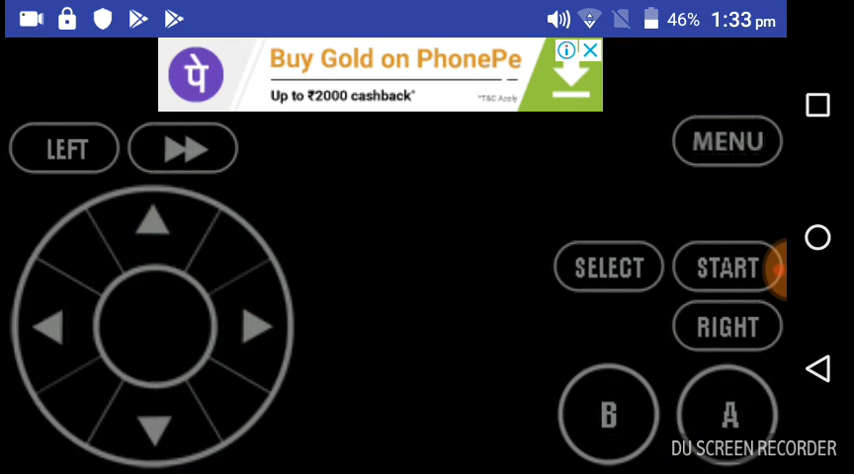 46% 1:33 pm
पे
Buy Gold on PhonePe
Up to ₹2000 cashback*
*T&C Apply
LEFT
MENU
SELECT
START
RIGHT
B
A
DU SCREEN RECORDER